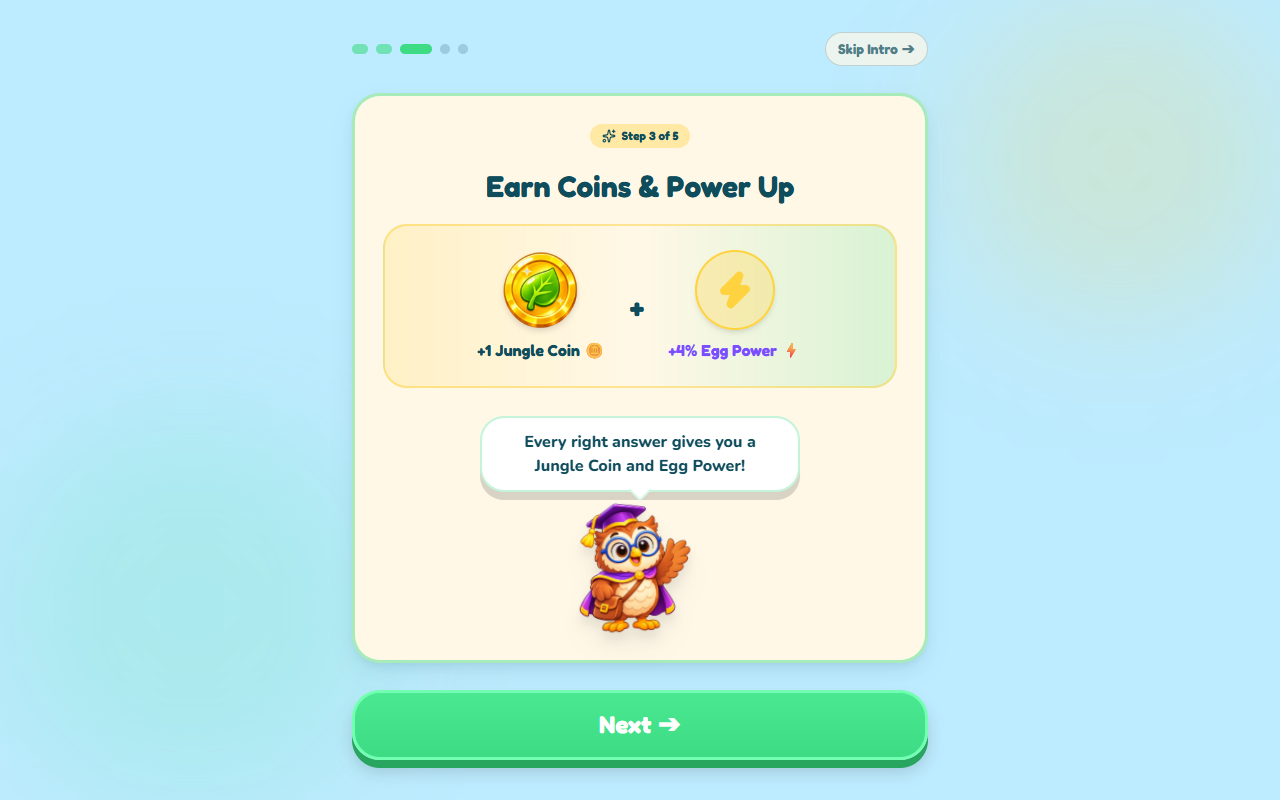 Skip Intro ➔
Step 3 of 5
Earn Coins & Power Up
+
+1 Jungle Coin
+4% Egg Power
Every right answer gives you a
Jungle Coin and Egg Power!
Next ➔